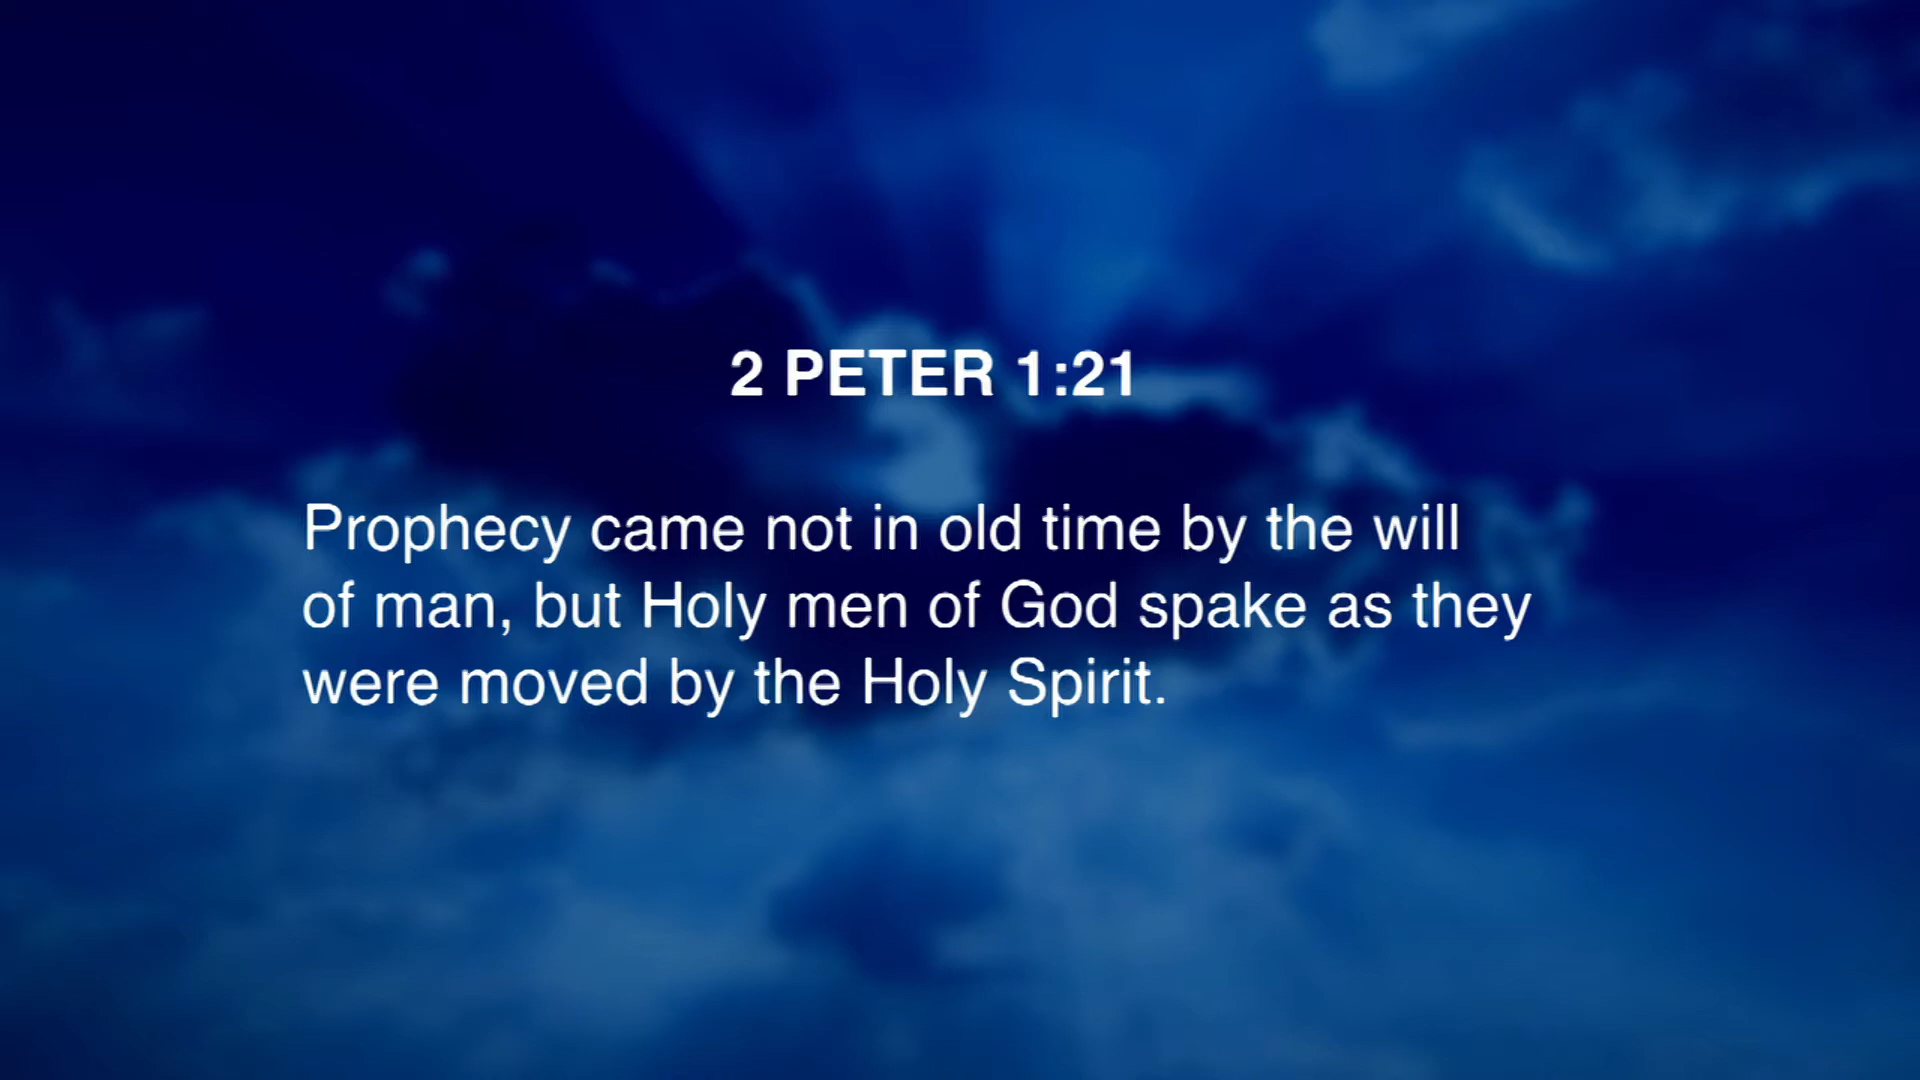 2 PETER 1:21
Prophecy came not in old time by the will
of man, but Holy men of God spake as they
were moved by the Holy Spirit.